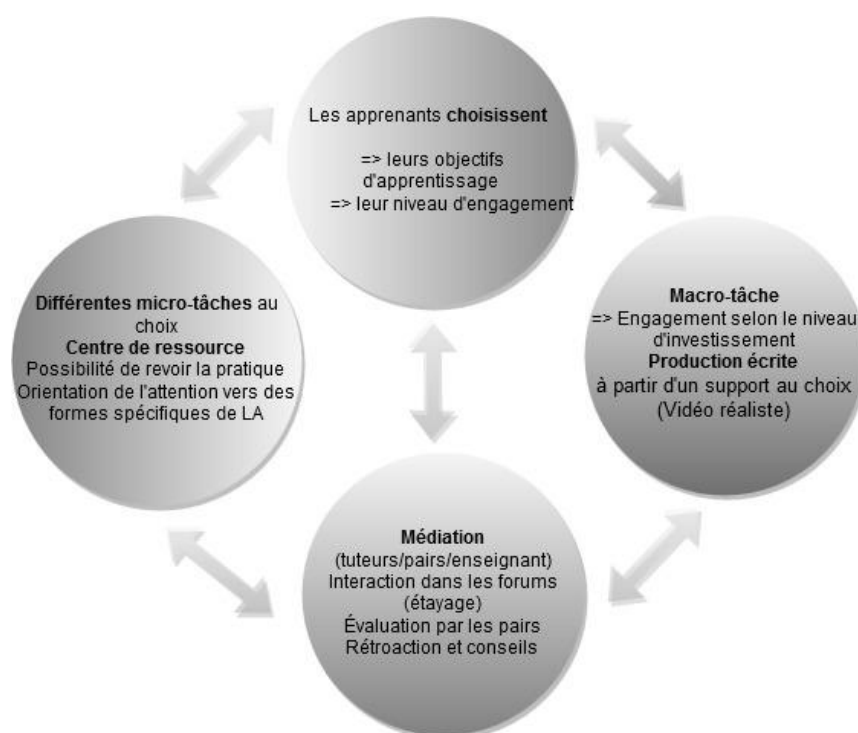 Les apprenants choisissent
=> leurs objectifs
d'apprentissage
=> leur niveau d'engagement
Différentes micro-tâches au
choix
Centre de ressource
Possibilité de revoir la pratique
Orientation de l'attention vers des
formes spécifiques de LA
Macro-tâche
=> Engagement selon le niveau
d'investissement
Production écrite
à partir d'un support au choix
(Vidéo réaliste)
Médiation
(tuteurs/pairs/enseignant)
Interaction dans les forums
(étayage)
Évaluation par les pairs
Rétroaction et conseils